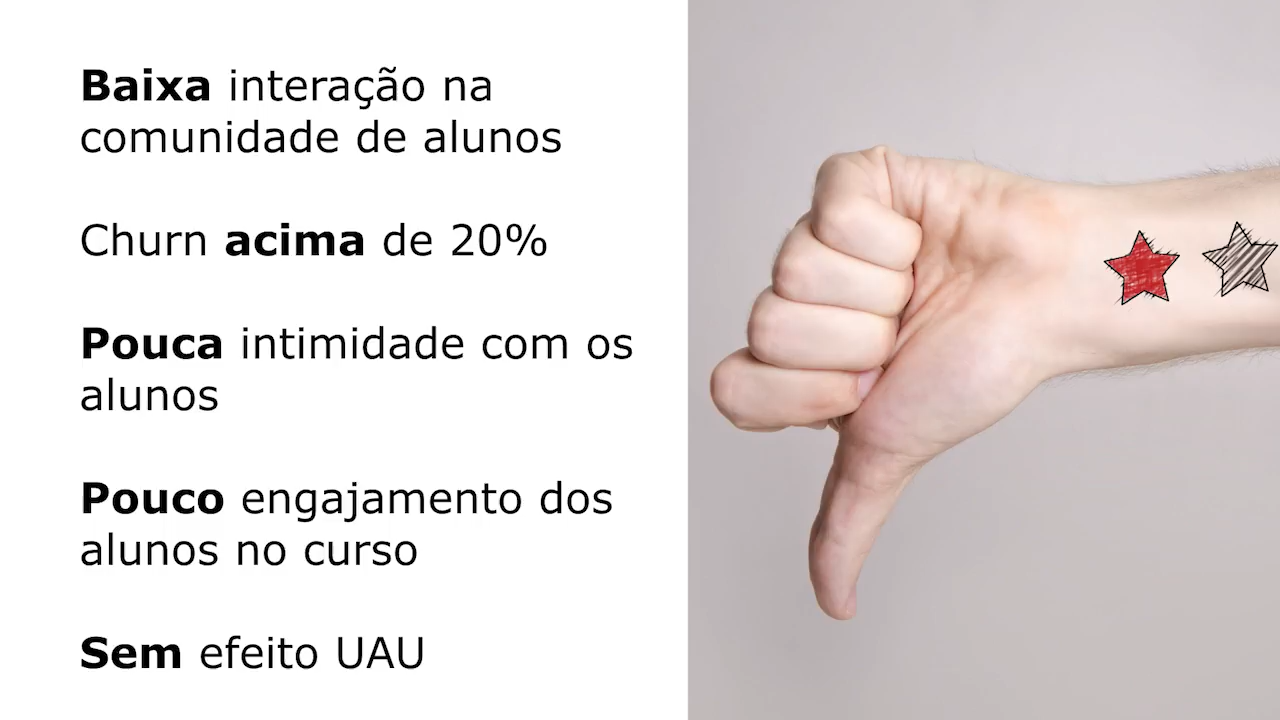 Baixa interação na
comunidade de alunos
Churn acima de 20%
Pouca intimidade com os
alunos
Pouco engajamento dos
alunos no curso
Sem efeito UAU